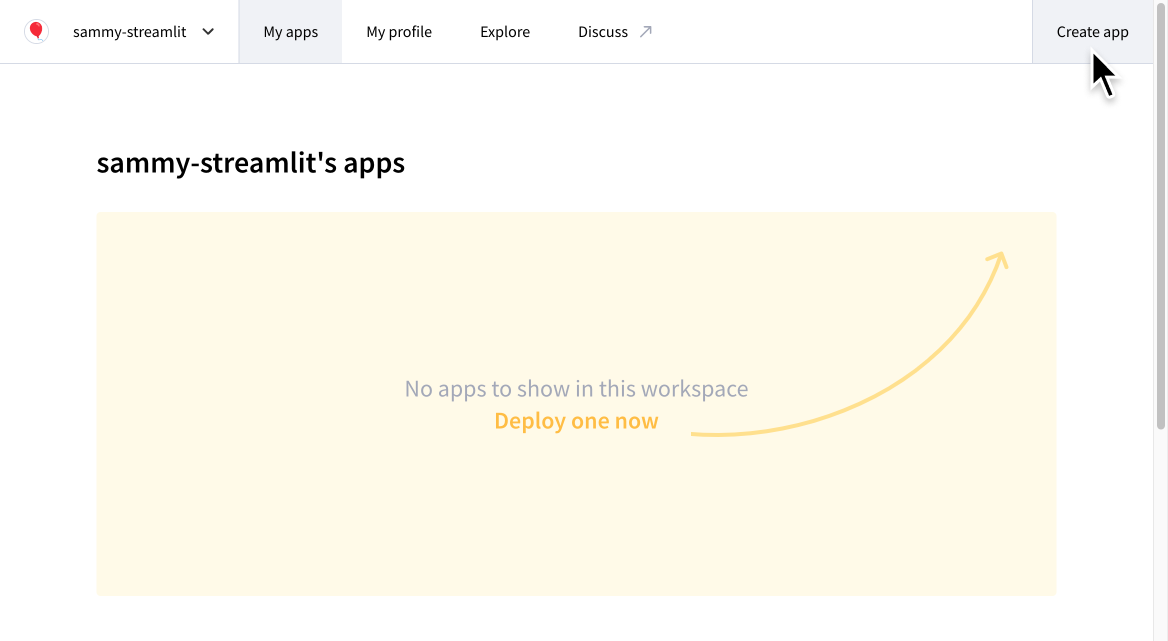 sammy-streamlit
My apps
My profile
Explore
Discuss
Create app
sammy-streamlit's apps
No apps to show in this workspace
Deploy one now